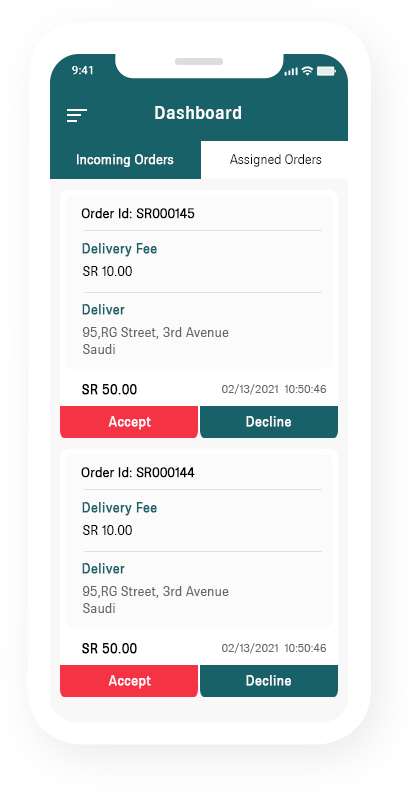 9:41
Dashboard
Incoming Orders
Assigned Orders
Order Id: SR000145
Delivery Fee
SR 10.00
Deliver
95,RG Street, 3rd Avenue
Saudi
SR 50.00 02/13/2021 10:50:46
Accept
Decline
Order Id: SR000144
Delivery Fee
SR 10.00
Deliver
95,RG Street, 3rd Avenue
Saudi
SR 50.00 02/13/2021 10:50:46
Accept
Decline